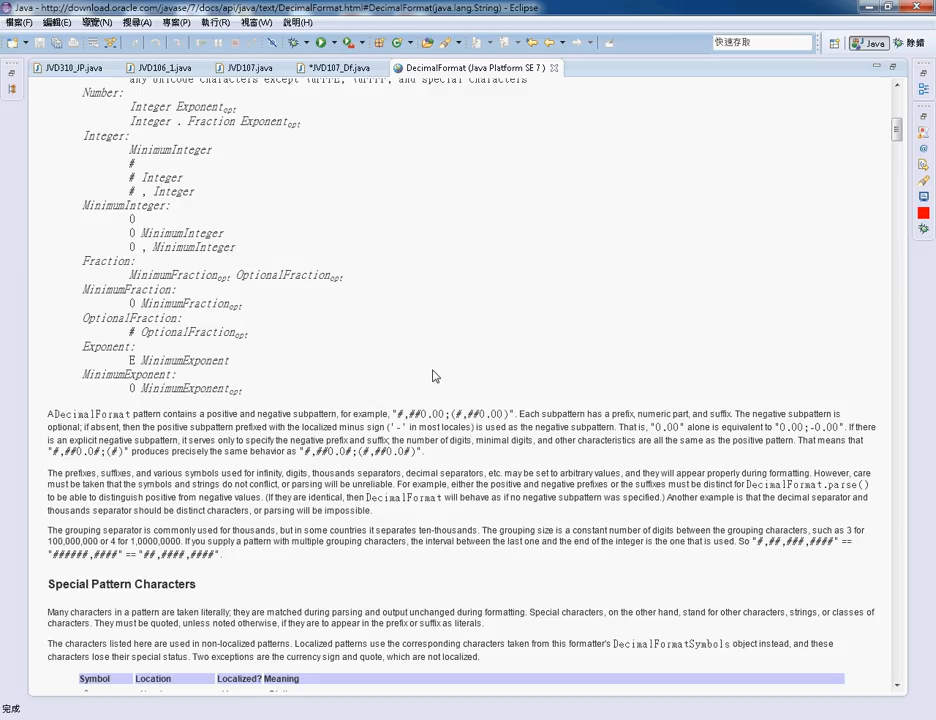 Java - http://download.oracle.com/javase/7/docs/api/java/text/DecimalFormat.html#DecimalFormat(java.lang.String) - Eclipse
檔案(F) 編輯(E) 導覽(N) 搜尋(A) 專案(P) 執行(R) 視窗(W) 說明(H)
快速存取 Java 除錯
JVD310_JP.java JVD106_1.java JVD107.java *JVD107_Df.java DecimalFormat (Java Platform SE 7 )
any Unicode characters except \uFFFE, \uFFFF, and special characters
Number:
Integer Exponentopt
Integer . Fraction Exponentopt
Integer:
MinimumInteger
#
# Integer
# , Integer
MinimumInteger:
0
0 MinimumInteger
0 , MinimumInteger
Fraction:
MinimumFractionopt OptionalFractionopt
MinimumFraction:
0 MinimumFractionopt
OptionalFraction:
# OptionalFractionopt
Exponent:
E MinimumExponent
MinimumExponent:
0 MinimumExponentopt
A DecimalFormat pattern contains a positive and negative subpattern, for example, "#,##0.00;(#,##0.00)". Each subpattern has a prefix, numeric part, and suffix. The negative subpattern is
optional; if absent, then the positive subpattern prefixed with the localized minus sign ('-' in most locales) is used as the negative subpattern. That is, "0.00" alone is equivalent to "0.00;-0.00". If there
is an explicit negative subpattern, it serves only to specify the negative prefix and suffix; the number of digits, minimal digits, and other characteristics are all the same as the positive pattern. That means that
"#,##0.0#;(#)" produces precisely the same behavior as "#,##0.0#;(#,##0.0#)".
The prefixes, suffixes, and various symbols used for infinity, digits, thousands separators, decimal separators, etc. may be set to arbitrary values, and they will appear properly during formatting. However, care
must be taken that the symbols and strings do not conflict, or parsing will be unreliable. For example, either the positive and negative prefixes or the suffixes must be distinct for DecimalFormat.parse()
to be able to distinguish positive from negative values. (If they are identical, then DecimalFormat will behave as if no negative subpattern was specified.) Another example is that the decimal separator and
thousands separator should be distinct characters, or parsing will be impossible.
The grouping separator is commonly used for thousands, but in some countries it separates ten-thousands. The grouping size is a constant number of digits between the grouping characters, such as 3 for
100,000,000 or 4 for 1,0000,0000. If you supply a pattern with multiple grouping characters, the interval between the last one and the end of the integer is the one that is used. So "#,##,###,####" ==
"######,####" == "##,####,####".
Special Pattern Characters
Many characters in a pattern are taken literally; they are matched during parsing and output unchanged during formatting. Special characters, on the other hand, stand for other characters, strings, or classes of
characters. They must be quoted, unless noted otherwise, if they are to appear in the prefix or suffix as literals.
The characters listed here are used in non-localized patterns. Localized patterns use the corresponding characters taken from this formatter's DecimalFormatSymbols object instead, and these
characters lose their special status. Two exceptions are the currency sign and quote, which are not localized.
Symbol Location Localized? Meaning
完成